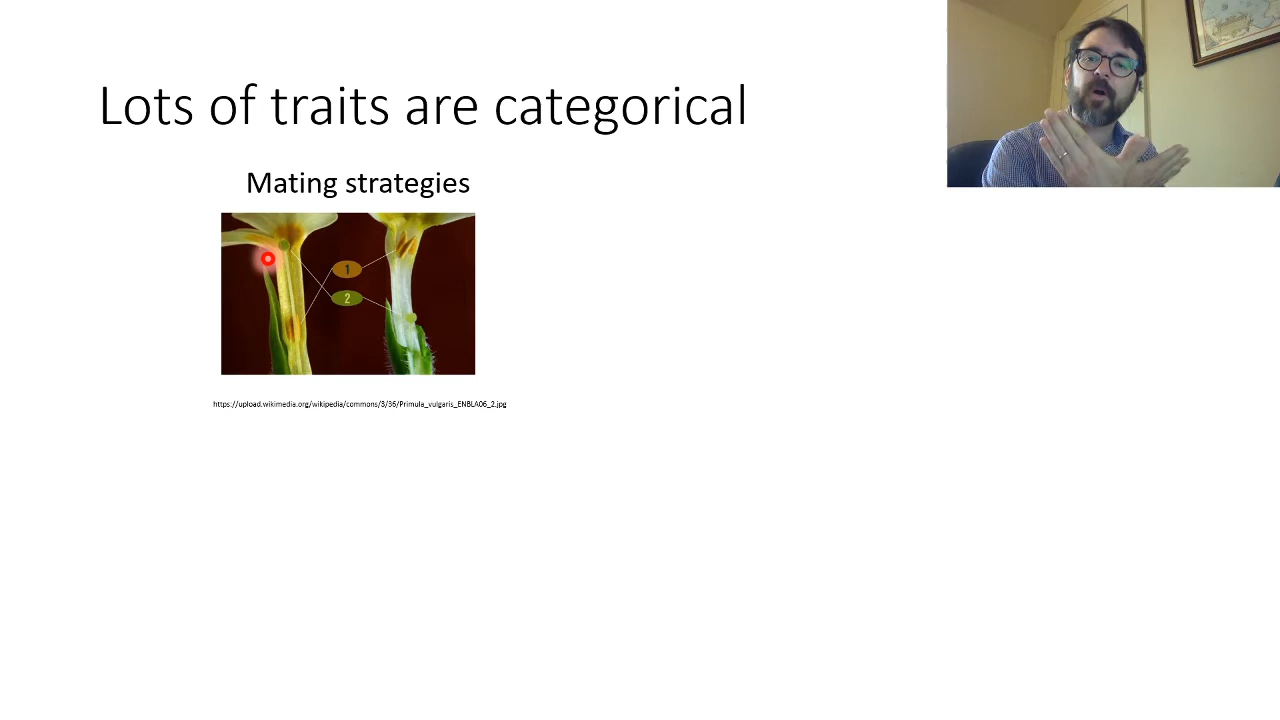 Lots of traits are categorical
Mating strategies
1
2
https://upload.wikimedia.org/wikipedia/commons/3/36/Primula_vulgaris_ENBLA06_2.jpg